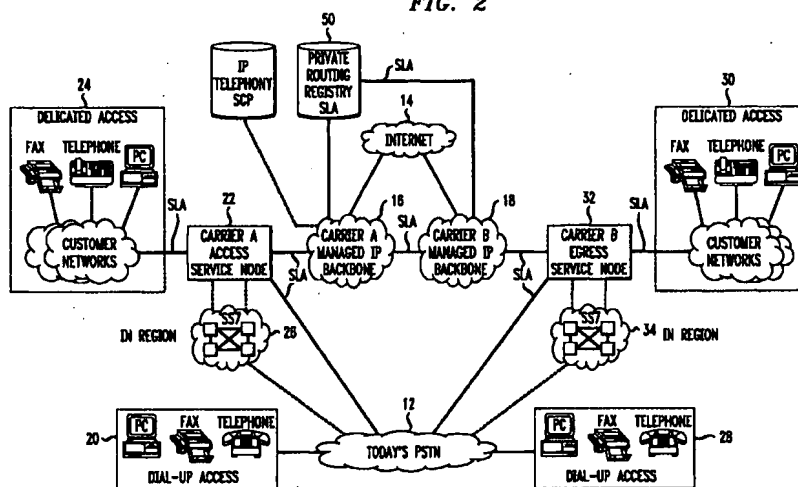 FIG. 2
50
IP
TELEPHONY
SCP
PRIVATE
ROUTING
REGISTRY
SLA
SLA
24
DELICATED ACCESS
FAX TELEPHONE PC
CUSTOMER
NETWORKS
SLA
14
INTERNET
30
DELICATED ACCESS
FAX TELEPHONE PC
CUSTOMER
NETWORKS
SLA
22
CARRIER A
ACCESS
SERVICE NODE
SLA
SLA
16
CARRIER A
MANAGED IP
BACKBONE
SLA
18
CARRIER B
MANAGED IP
BACKBONE
SLA
32
CARRIER B
EGRESS
SERVICE NODE
IN REGION
SS7
26
SS7
34
IN REGION
20
PC FAX TELEPHONE
DIAL-UP ACCESS
12
TODAY'S PSTN
PC FAX TELEPHONE
DIAL-UP ACCESS
28